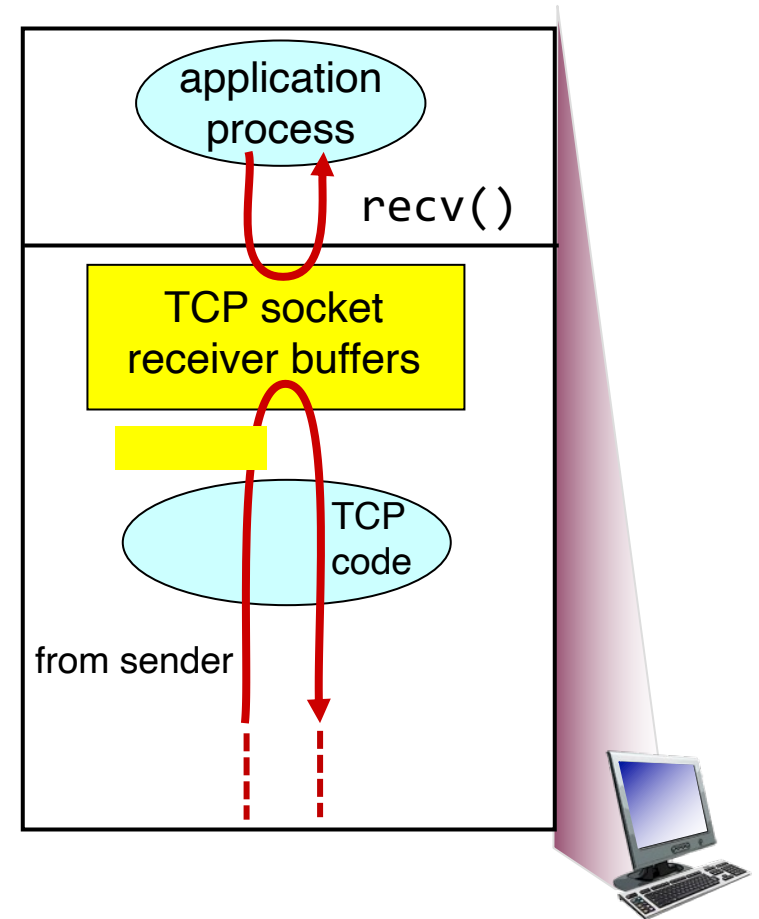 application
process
recv()
TCP socket
receiver buffers
TCP
code
from sender